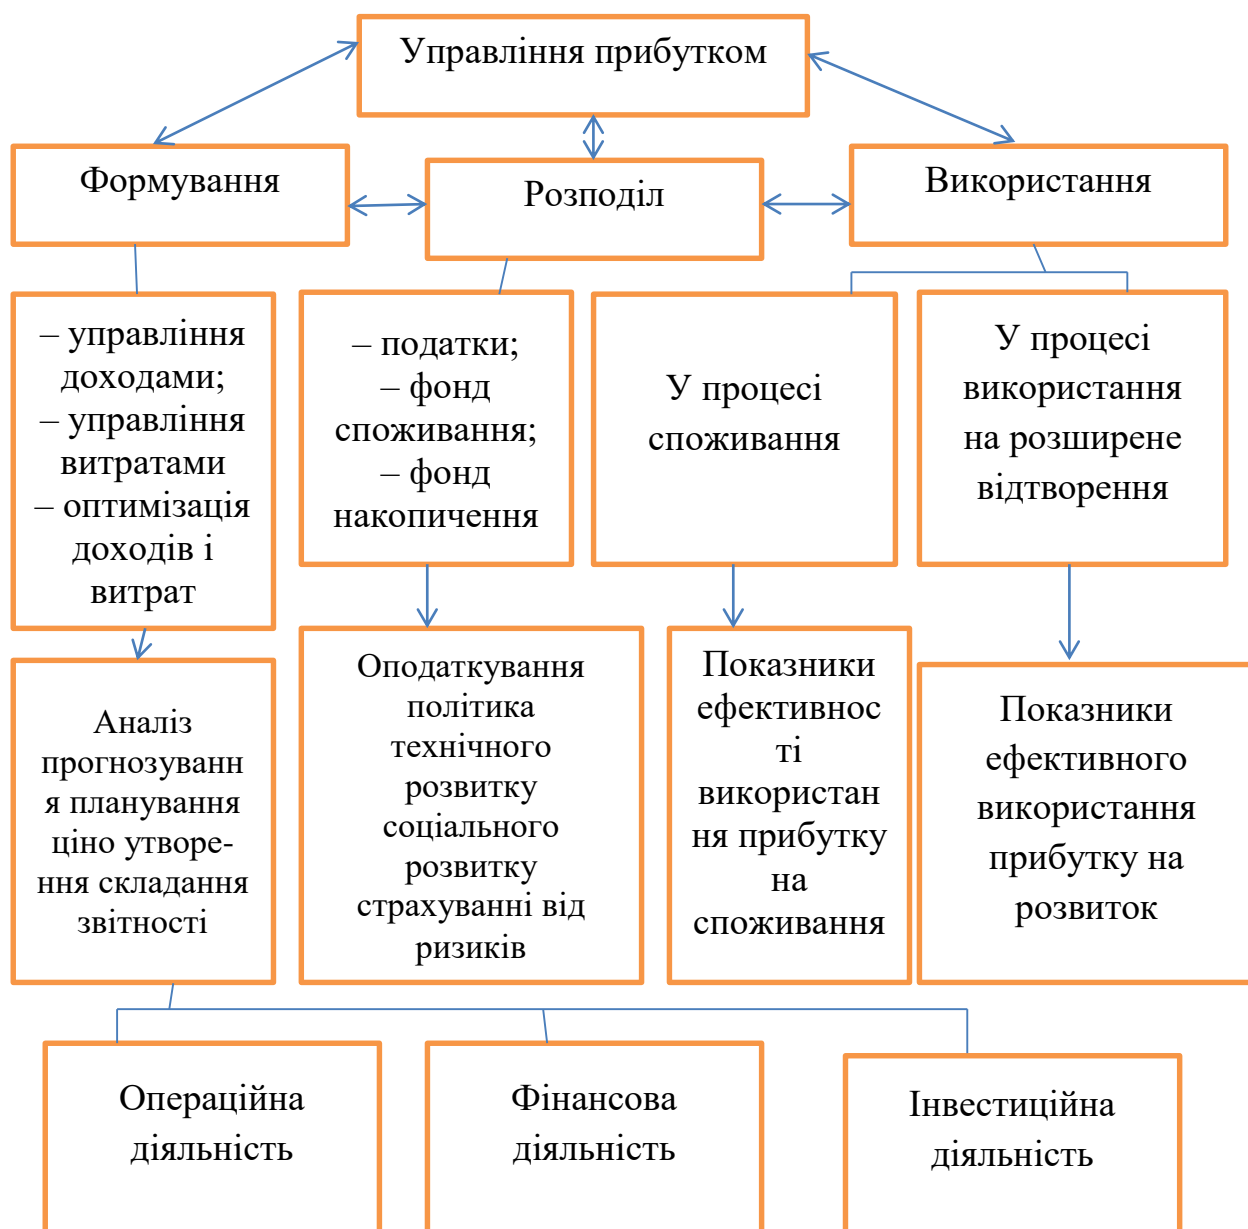 Управління прибутком
Формування
Розподіл
Використання
– управління
доходами;
– управління
витратами
– оптимізація
доходів і
витрат
– податки;
– фонд
споживання;
– фонд
накопичення
У процесі
споживання
У процесі
використання
на розширене
відтворення
Аналіз
прогнозуванн
я планування
ціно утворе-
ння складання
звітності
Оподаткування
політика
технічного
розвитку
соціального
розвитку
страхуванні від
ризиків
Показники
ефективнос
ті
використан
ня прибутку
на
споживання
Показники
ефективного
використання
прибутку на
розвиток
Операційна
діяльність
Фінансова
діяльність
Інвестиційна
діяльність